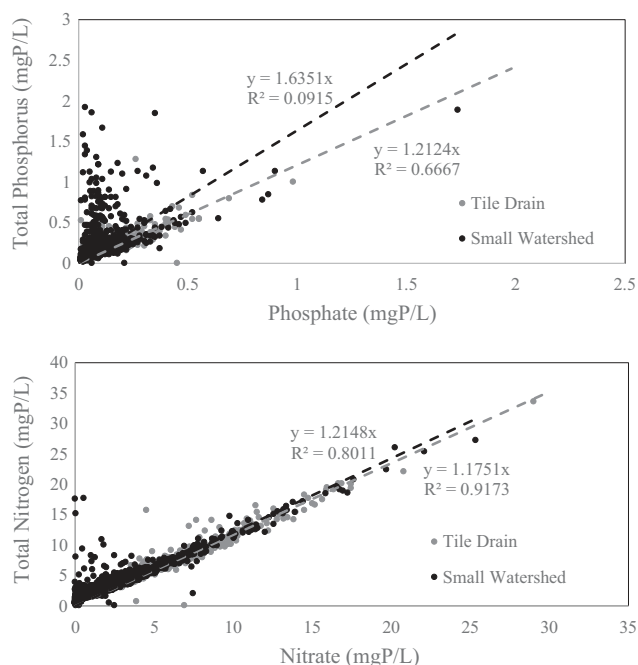 Total Phosphorus (mgP/L)
3
2.5
2
1.5
1
0.5
0
y = 1.6351x
R² = 0.0915
y = 1.2124x
R² = 0.6667
Tile Drain
Small Watershed
0 0.5 1 1.5 2 2.5
Phosphate (mgP/L)
Total Nitrogen (mgP/L)
40
35
30
25
20
15
10
5
0
y = 1.2148x
R² = 0.8011
y = 1.1751x
R² = 0.9173
Tile Drain
Small Watershed
0 5 10 15 20 25 30 35
Nitrate (mgP/L)